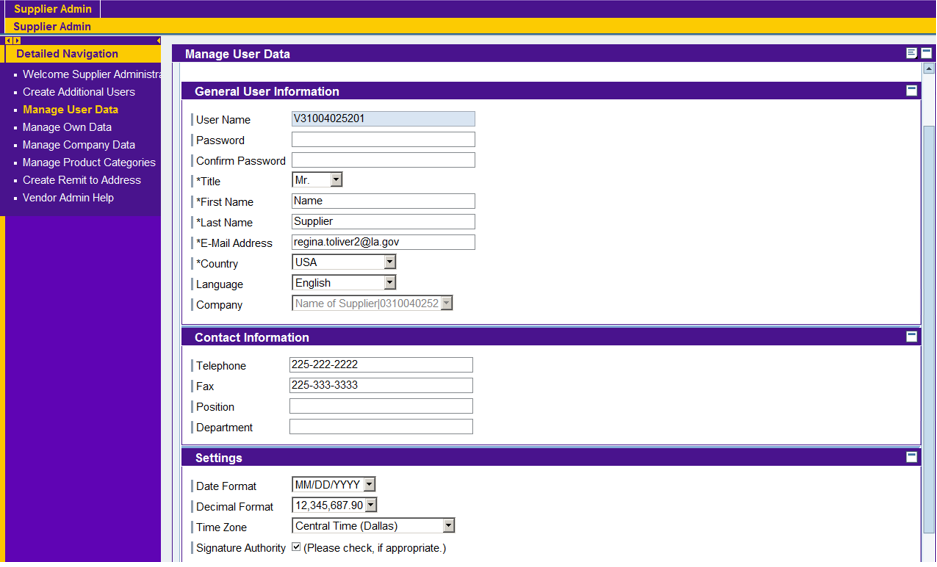 Supplier Admin
Supplier Admin
Detailed Navigation
Welcome Supplier Administra
Create Additional Users
Manage User Data
Manage Own Data
Manage Company Data
Manage Product Categories
Create Remit to Address
Vendor Admin Help
Manage User Data
General User Information
User Name V31004025201
Password
Confirm Password
*Title Mr.
*First Name Name
*Last Name Supplier
*E-Mail Address regina.toliver2@la.gov
*Country USA
Language English
Company Name of Supplier|0310040252
Contact Information
Telephone 225-222-2222
Fax 225-333-3333
Position
Department
Settings
Date Format MM/DD/YYYY
Decimal Format 12,345,687.90
Time Zone Central Time (Dallas)
Signature Authority (Please check, if appropriate.)